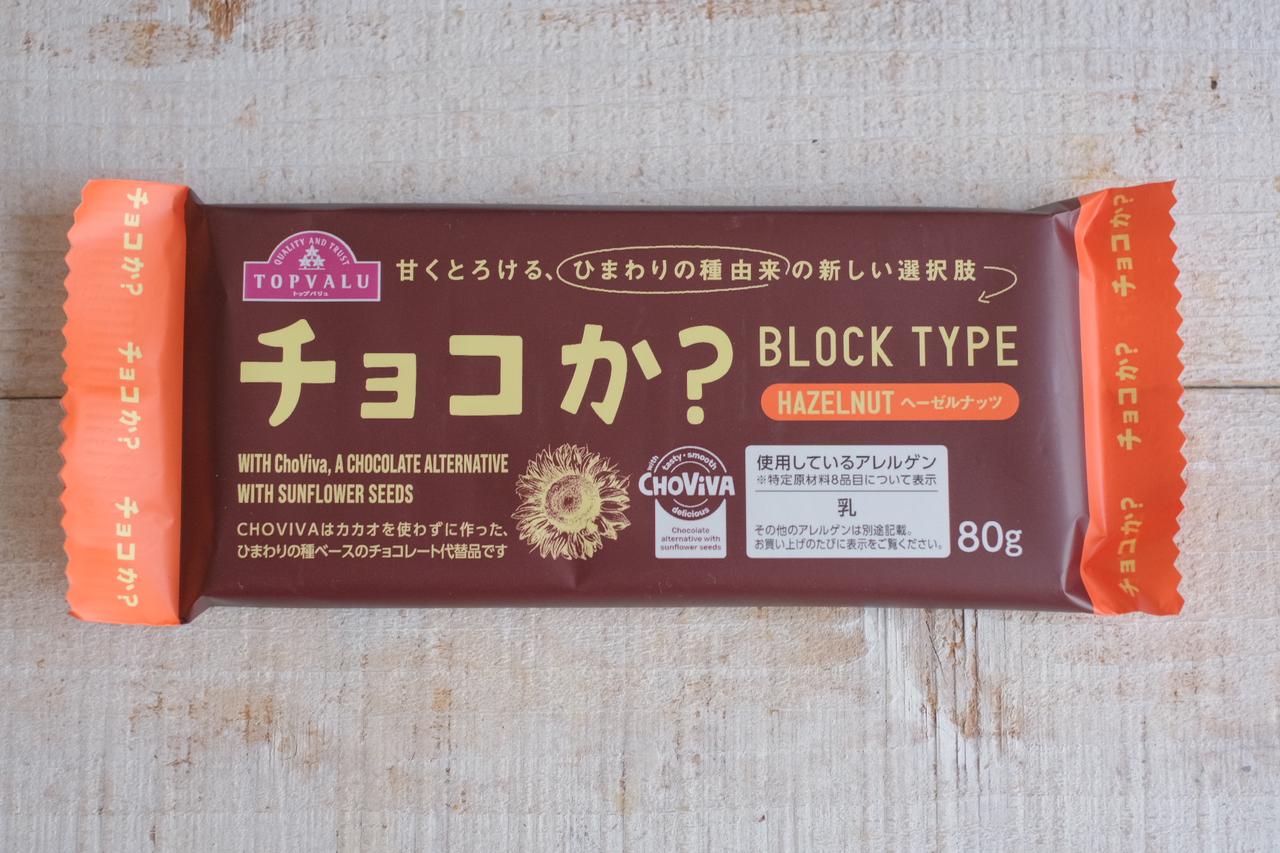 チョコか?
チョコか?
チョコか?
QUALITY AND TRUST
TOPVALU
トップバリュ
甘くとろける、ひまわりの種由来の新しい選択肢
チョコか?
BLOCK TYPE
HAZELNUT ヘーゼルナッツ
WITH ChoViva, A CHOCOLATE ALTERNATIVE
WITH SUNFLOWER SEEDS
CHOVIVAはカカオを使わずに作った、
ひまわりの種ベースのチョコレート代替品です
with tasty・smooth
CHOVIVA
delicious
Chocolate
alternative with
sunflower seeds
使用しているアレルゲン
※特定原材料8品目について表示
乳
その他のアレルゲンは別途記載。
お買い上げのたびに表示をご覧ください。
80g
チョコか?
チョコか?
チョコか?